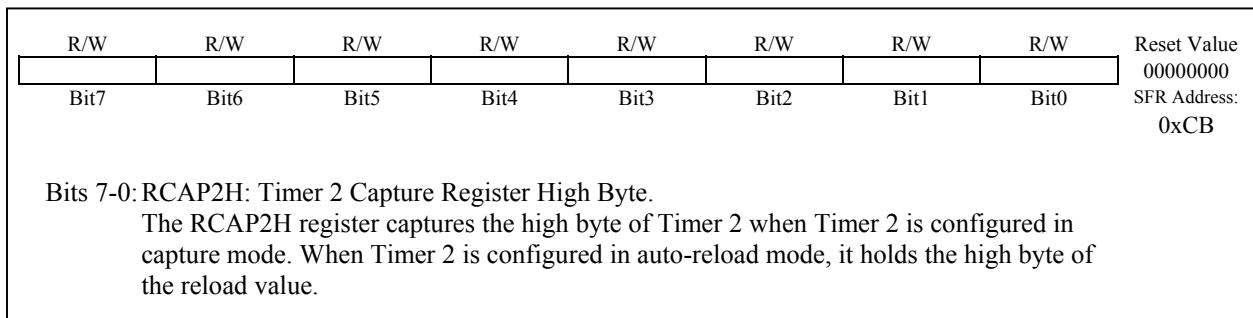 R/W R/W R/W R/W R/W R/W R/W R/W Reset Value
00000000
Bit7 Bit6 Bit5 Bit4 Bit3 Bit2 Bit1 Bit0 SFR Address:
0xCB
Bits 7-0: RCAP2H: Timer 2 Capture Register High Byte.
The RCAP2H register captures the high byte of Timer 2 when Timer 2 is configured in
capture mode. When Timer 2 is configured in auto-reload mode, it holds the high byte of
the reload value.